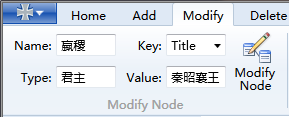 Home Add Modify Delete
Name: 嬴稷 Key: Title
Type: 君主 Value: 秦昭襄王
Modify Node
Modify Node